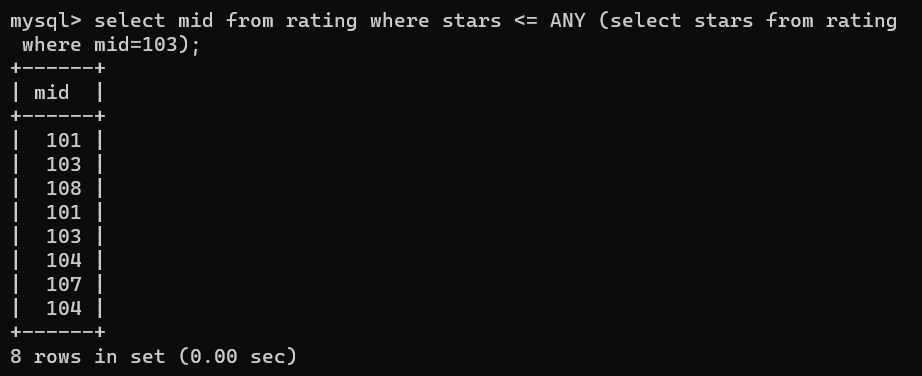 mysql> select mid from rating where stars <= ANY (select stars from rating
 where mid=103);
+------+
| mid  |
+------+
|  101 |
|  103 |
|  108 |
|  101 |
|  103 |
|  104 |
|  107 |
|  104 |
+------+
8 rows in set (0.00 sec)